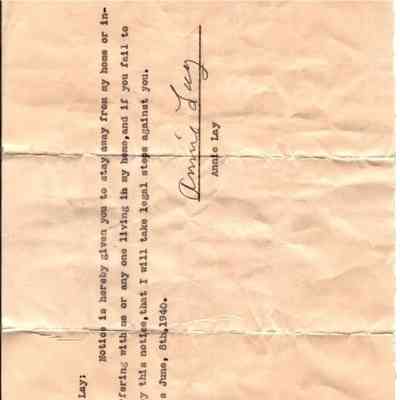 Lay;
Notice is hereby given you to stay away from my home or in-
fering with me or any one living in my home,and if you fail to
y this notice,that I will take legal steps against you.
s June, 8th,1940.
Annie Lay
Annie Lay